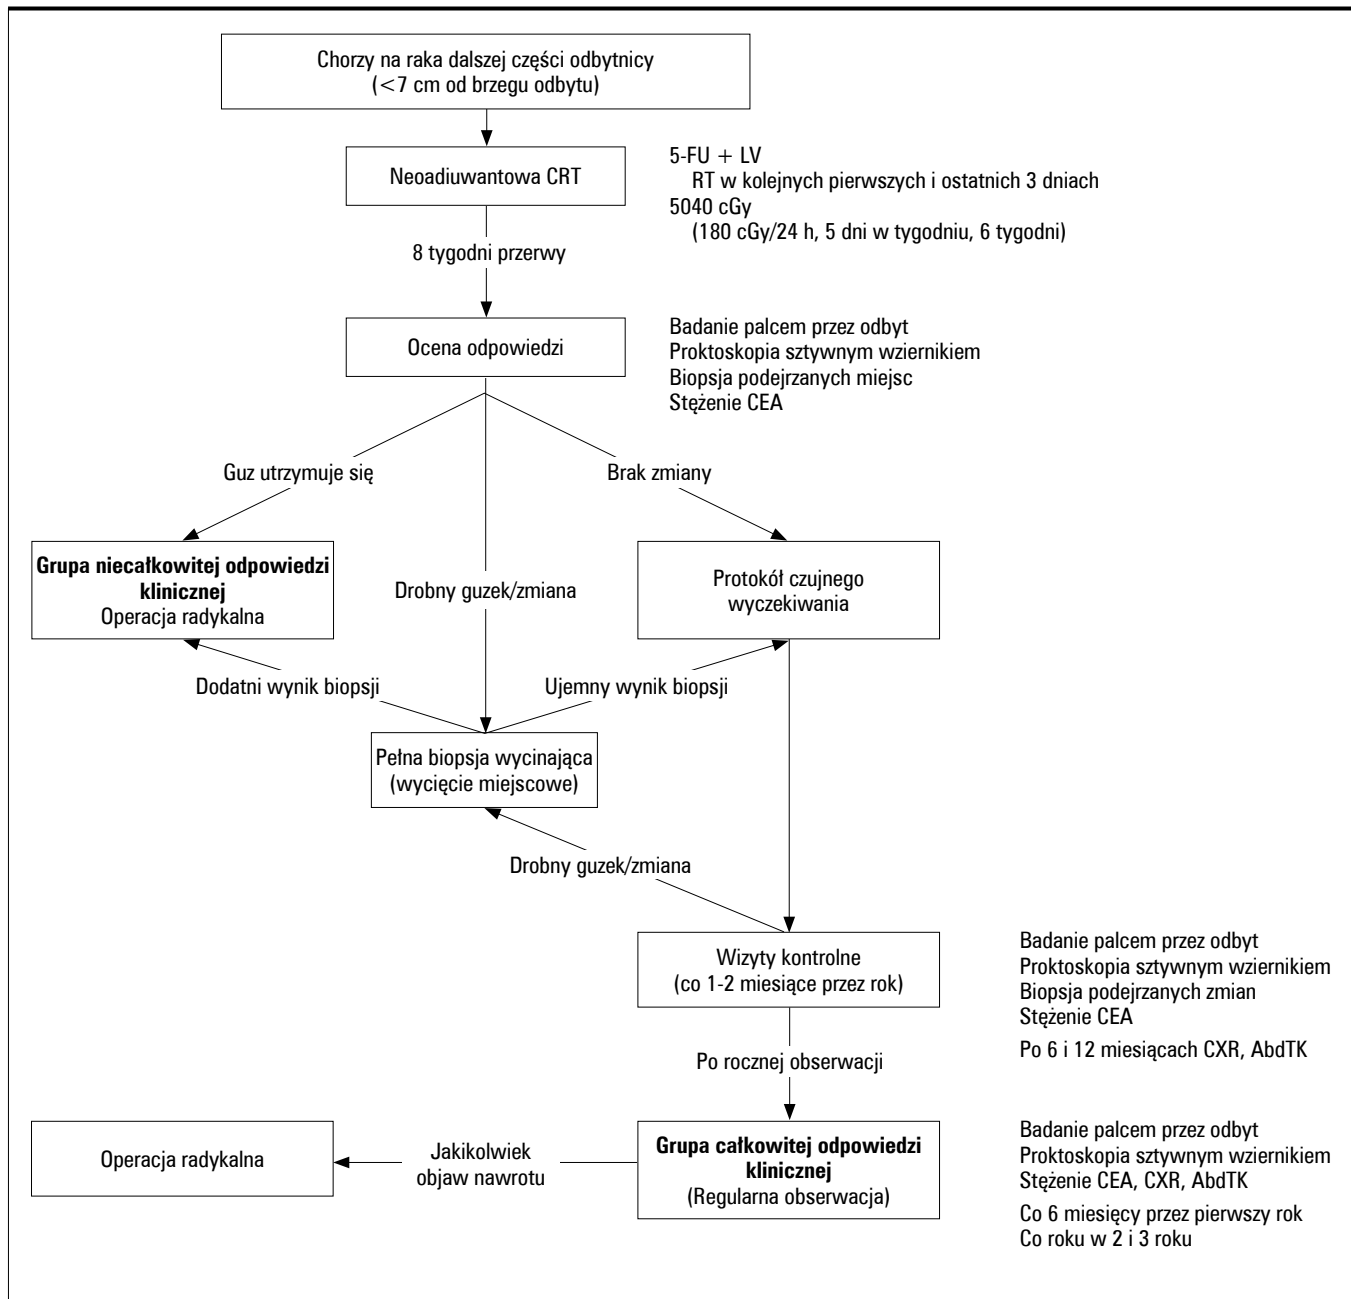 Chorzy na raka dalszej części odbytnicy
(<7 cm od brzegu odbytu)
Neoadiuwantowa CRT
5-FU + LV
RT w kolejnych pierwszych i ostatnich 3 dniach
5040 cGy
(180 cGy/24 h, 5 dni w tygodniu, 6 tygodni)
8 tygodni przerwy
Ocena odpowiedzi
Badanie palcem przez odbyt
Proktoskopia sztywnym wziernikiem
Biopsja podejrzanych miejsc
Stężenie CEA
Guz utrzymuje się
Brak zmiany
Grupa niecałkowitej odpowiedzi
klinicznej
Operacja radykalna
Drobny guzek/zmiana
Protokół czujnego
wyczekiwania
Dodatni wynik biopsji
Ujemny wynik biopsji
Pełna biopsja wycinająca
(wycięcie miejscowe)
Drobny guzek/zmiana
Wizyty kontrolne
(co 1-2 miesiące przez rok)
Badanie palcem przez odbyt
Proktoskopia sztywnym wziernikiem
Biopsja podejrzanych zmian
Stężenie CEA
Po 6 i 12 miesiącach CXR, AbdTK
Po rocznej obserwacji
Operacja radykalna
Jakikolwiek
objaw nawrotu
Grupa całkowitej odpowiedzi
klinicznej
(Regularna obserwacja)
Badanie palcem przez odbyt
Proktoskopia sztywnym wziernikiem
Stężenie CEA, CXR, AbdTK
Co 6 miesięcy przez pierwszy rok
Co roku w 2 i 3 roku